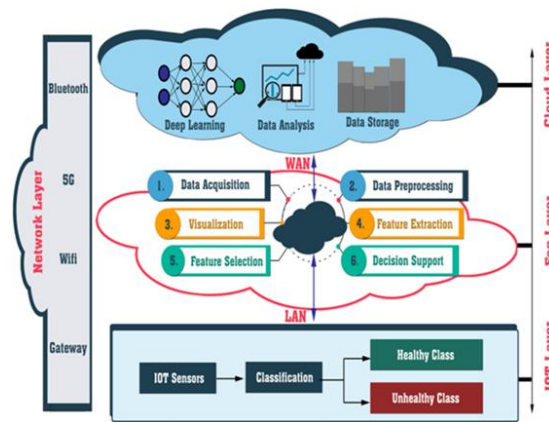 Bluetooth
5G
Network Layer
Wifi
Gateway
Deep Learning
Data Analysis
Data Storage
Cloud Layer
WAN
1. Data Acquisition
2. Data Preprocessing
3. Visualization
4. Feature Extraction
5. Feature Selection
6. Decision Support
Fog Layer
LAN
IOT Sensors
Classification
Healthy Class
Unhealthy Class
IOT Layer